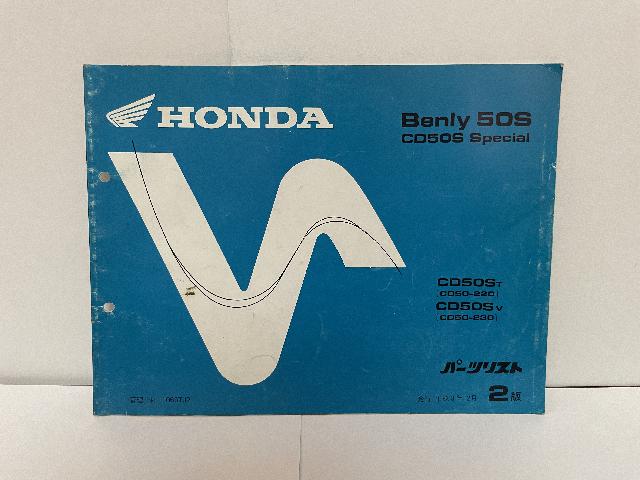 HONDA
Benly 50S
CD50S Special
CD50ST
(CD50-220)
CD50SV
(CD50-230)
パーツリスト
2版